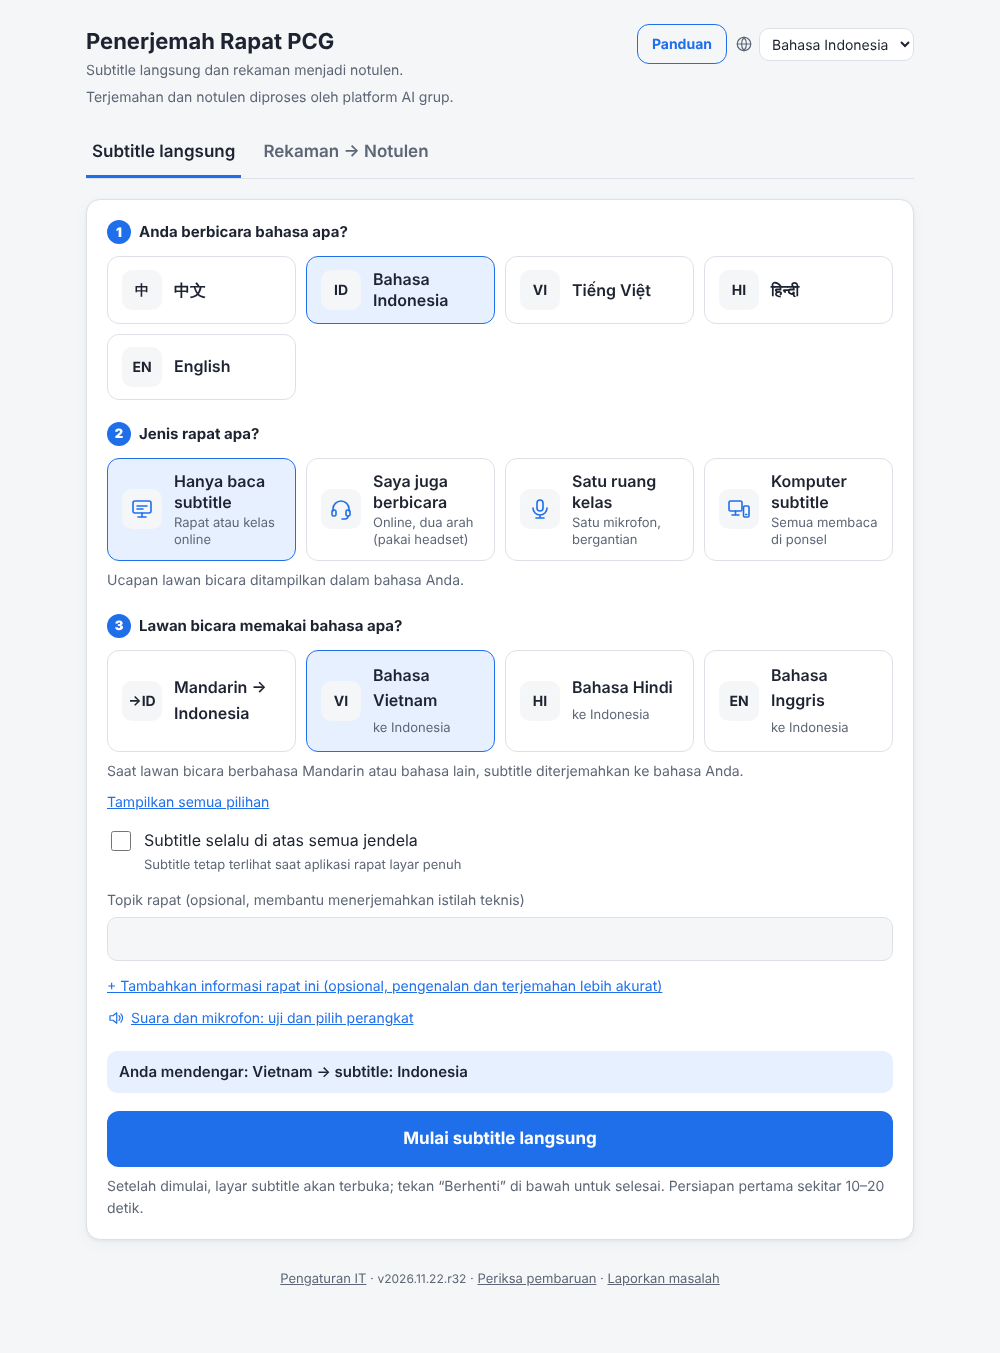 Penerjemah Rapat PCG
Panduan
Bahasa Indonesia
Subtitle langsung dan rekaman menjadi notulen.
Terjemahan dan notulen diproses oleh platform AI grup.
Subtitle langsung
Rekaman → Notulen
1 Anda berbicara bahasa apa?
中 中文
ID Bahasa Indonesia
VI Tiếng Việt
HI हिन्दी
EN English
2 Jenis rapat apa?
Hanya baca subtitle
Rapat atau kelas online
Saya juga berbicara
Online, dua arah (pakai headset)
Satu ruang kelas
Satu mikrofon, bergantian
Komputer subtitle
Semua membaca di ponsel
Ucapan lawan bicara ditampilkan dalam bahasa Anda.
3 Lawan bicara memakai bahasa apa?
→ID Mandarin → Indonesia
VI Bahasa Vietnam
ke Indonesia
HI Bahasa Hindi
ke Indonesia
EN Bahasa Inggris
ke Indonesia
Saat lawan bicara berbahasa Mandarin atau bahasa lain, subtitle diterjemahkan ke bahasa Anda.
Tampilkan semua pilihan
Subtitle selalu di atas semua jendela
Subtitle tetap terlihat saat aplikasi rapat layar penuh
Topik rapat (opsional, membantu menerjemahkan istilah teknis)
+ Tambahkan informasi rapat ini (opsional, pengenalan dan terjemahan lebih akurat)
Suara dan mikrofon: uji dan pilih perangkat
Anda mendengar: Vietnam → subtitle: Indonesia
Mulai subtitle langsung
Setelah dimulai, layar subtitle akan terbuka; tekan “Berhenti” di bawah untuk selesai. Persiapan pertama sekitar 10–20
detik.
Pengaturan IT · v2026.11.22.r32 · Periksa pembaruan · Laporkan masalah